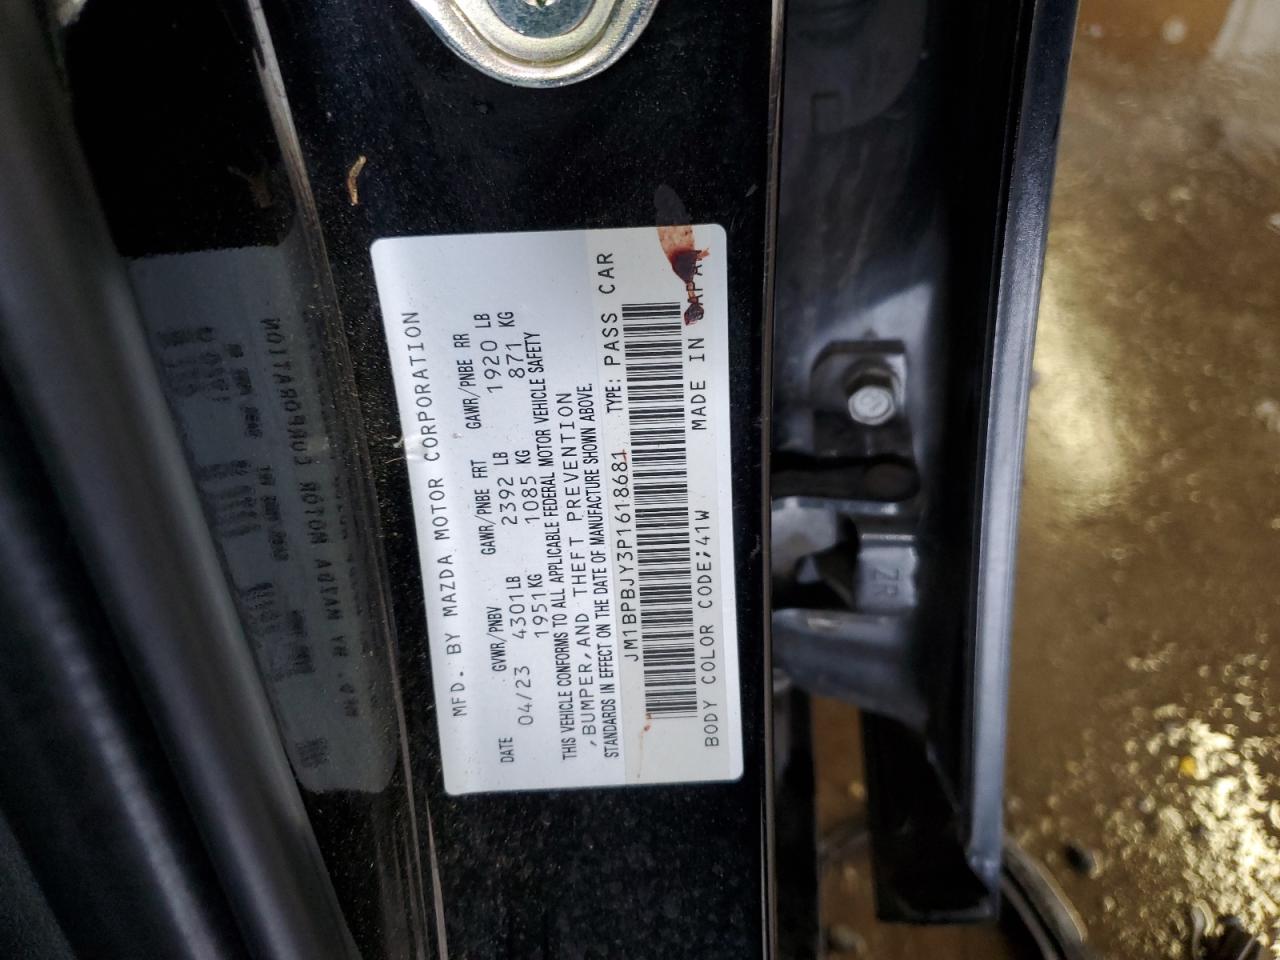 MFD. BY MAZDA MOTOR CORPORATION
DATE GVWR/PNBV GAWR/PNBE FRT GAWR/PNBE RR
04/23 4301LB 2392 LB 1920 LB
1951KG 1085 KG 871 KG
THIS VEHICLE CONFORMS TO ALL APPLICABLE FEDERAL MOTOR VEHICLE SAFETY
,BUMPER,AND THEFT PREVENTION
STANDARDS IN EFFECT ON THE DATE OF MANUFACTURE SHOWN ABOVE.
JM1BPBJY3P1618681 TYPE: PASS CAR
BODY COLOR CODE;41W MADE IN JAPAN
ZR